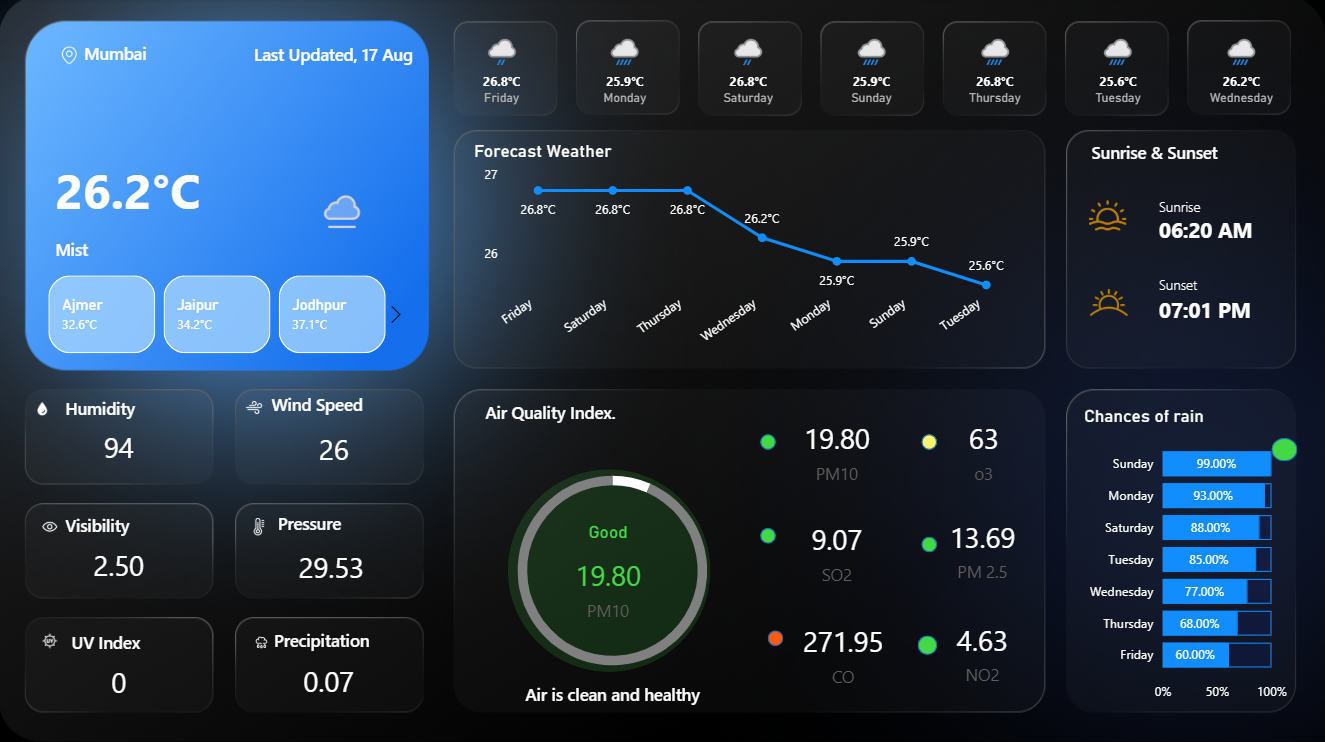 Mumbai
Last Updated, 17 Aug
26.2°C
Mist
Ajmer
32.6°C
Jaipur
34.2°C
Jodhpur
37.1°C
26.8°C
Friday
25.9°C
Monday
26.8°C
Saturday
25.9°C
Sunday
26.8°C
Thursday
25.6°C
Tuesday
26.2°C
Wednesday
Forecast Weather
27
26
26.8°C
26.8°C
26.8°C
26.2°C
25.9°C
25.9°C
25.6°C
Friday
Saturday
Thursday
Wednesday
Monday
Sunday
Tuesday
Sunrise & Sunset
Sunrise
06:20 AM
Sunset
07:01 PM
Humidity
94
Wind Speed
26
Visibility
2.50
Pressure
29.53
UV
UV Index
0
Precipitation
0.07
Air Quality Index.
Good
19.80
PM10
Air is clean and healthy
19.80
PM10
63
o3
9.07
SO2
13.69
PM 2.5
271.95
CO
4.63
NO2
Chances of rain
Sunday 99.00%
Monday 93.00%
Saturday 88.00%
Tuesday 85.00%
Wednesday 77.00%
Thursday 68.00%
Friday 60.00%
0% 50% 100%